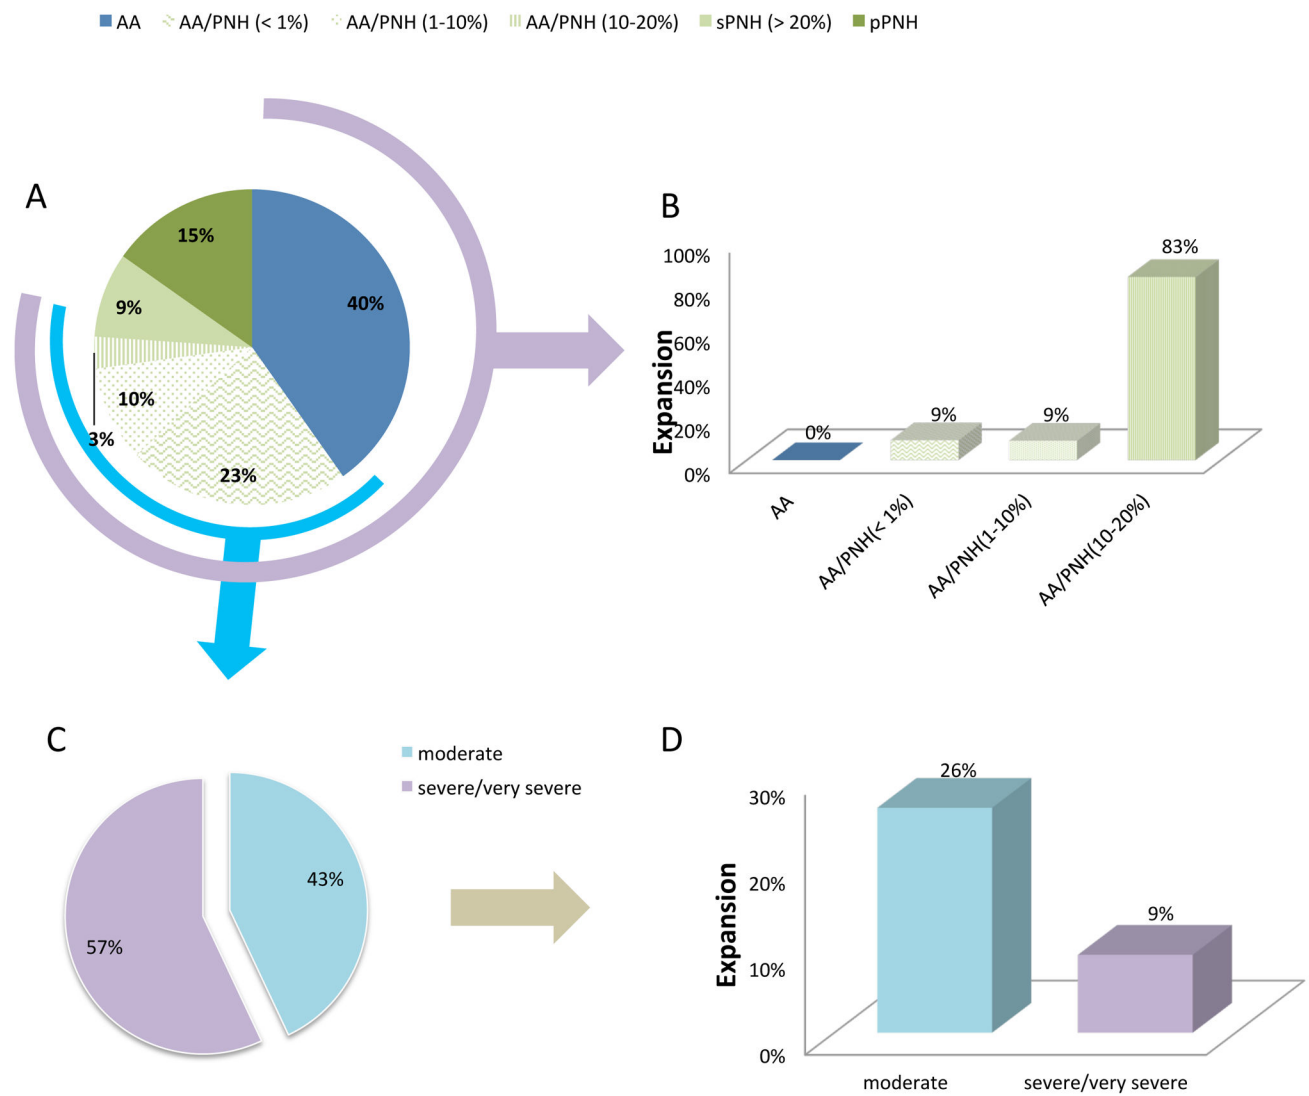 AA AA/PNH (< 1%) AA/PNH (1-10%) AA/PNH (10-20%) sPNH (> 20%) pPNH
A
15%
40%
9%
10%
3%
23%
B
Expansion
100%
80%
60%
40%
20%
0%
0%
9%
9%
83%
AA
AA/PNH(< 1%)
AA/PNH(1-10%)
AA/PNH(10-20%)
C
moderate
severe/very severe
43%
57%
D
Expansion
30%
20%
10%
0%
26%
9%
moderate
severe/very severe